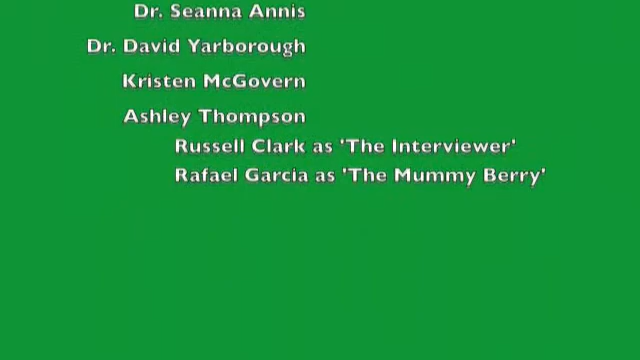 Dr. Seanna Annis
Dr. David Yarborough
Kristen McGovern
Ashley Thompson
Russell Clark as 'The Interviewer'
Rafael Garcia as 'The Mummy Berry'